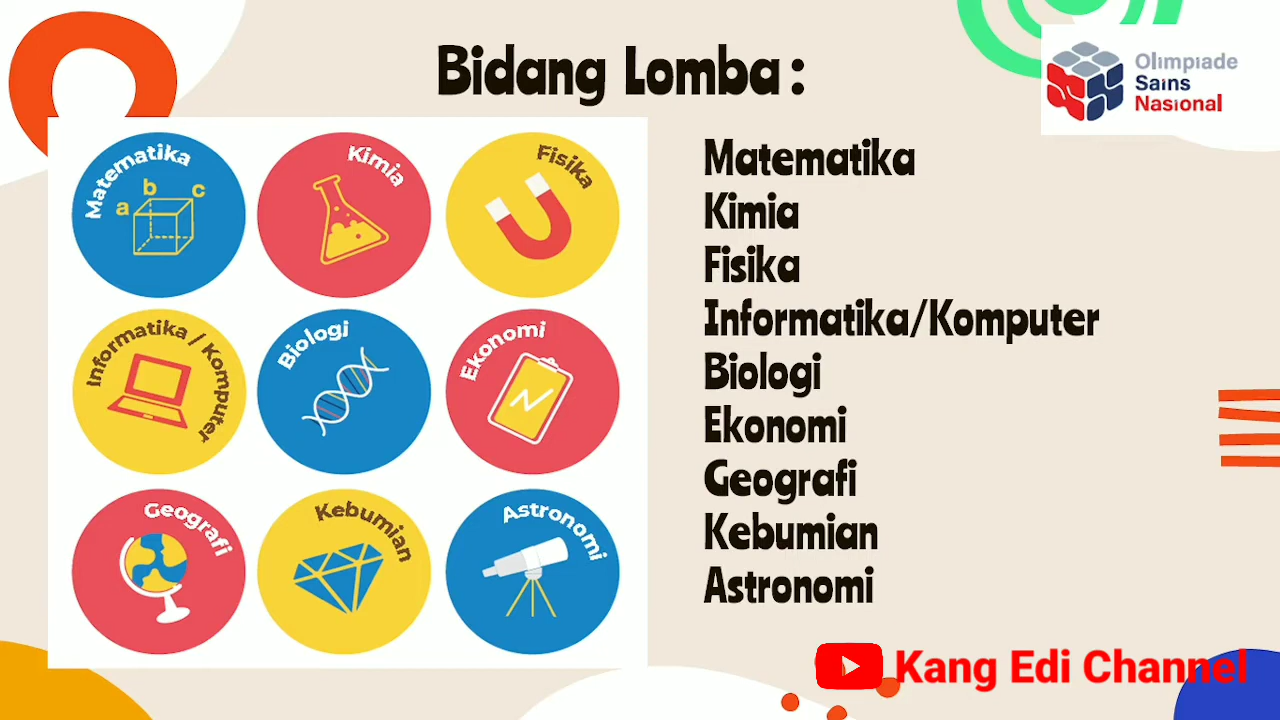 Bidang Lomba :
Olimpiade
Sains
Nasional
Matematika
a
b
c
Kimia
Fisika
Informatika / Komputer
Biologi
Ekonomi
Geografi
Kebumian
Astronomi
Matematika
Kimia
Fisika
Informatika/Komputer
Biologi
Ekonomi
Geografi
Kebumian
Astronomi
Kang Edi Channel